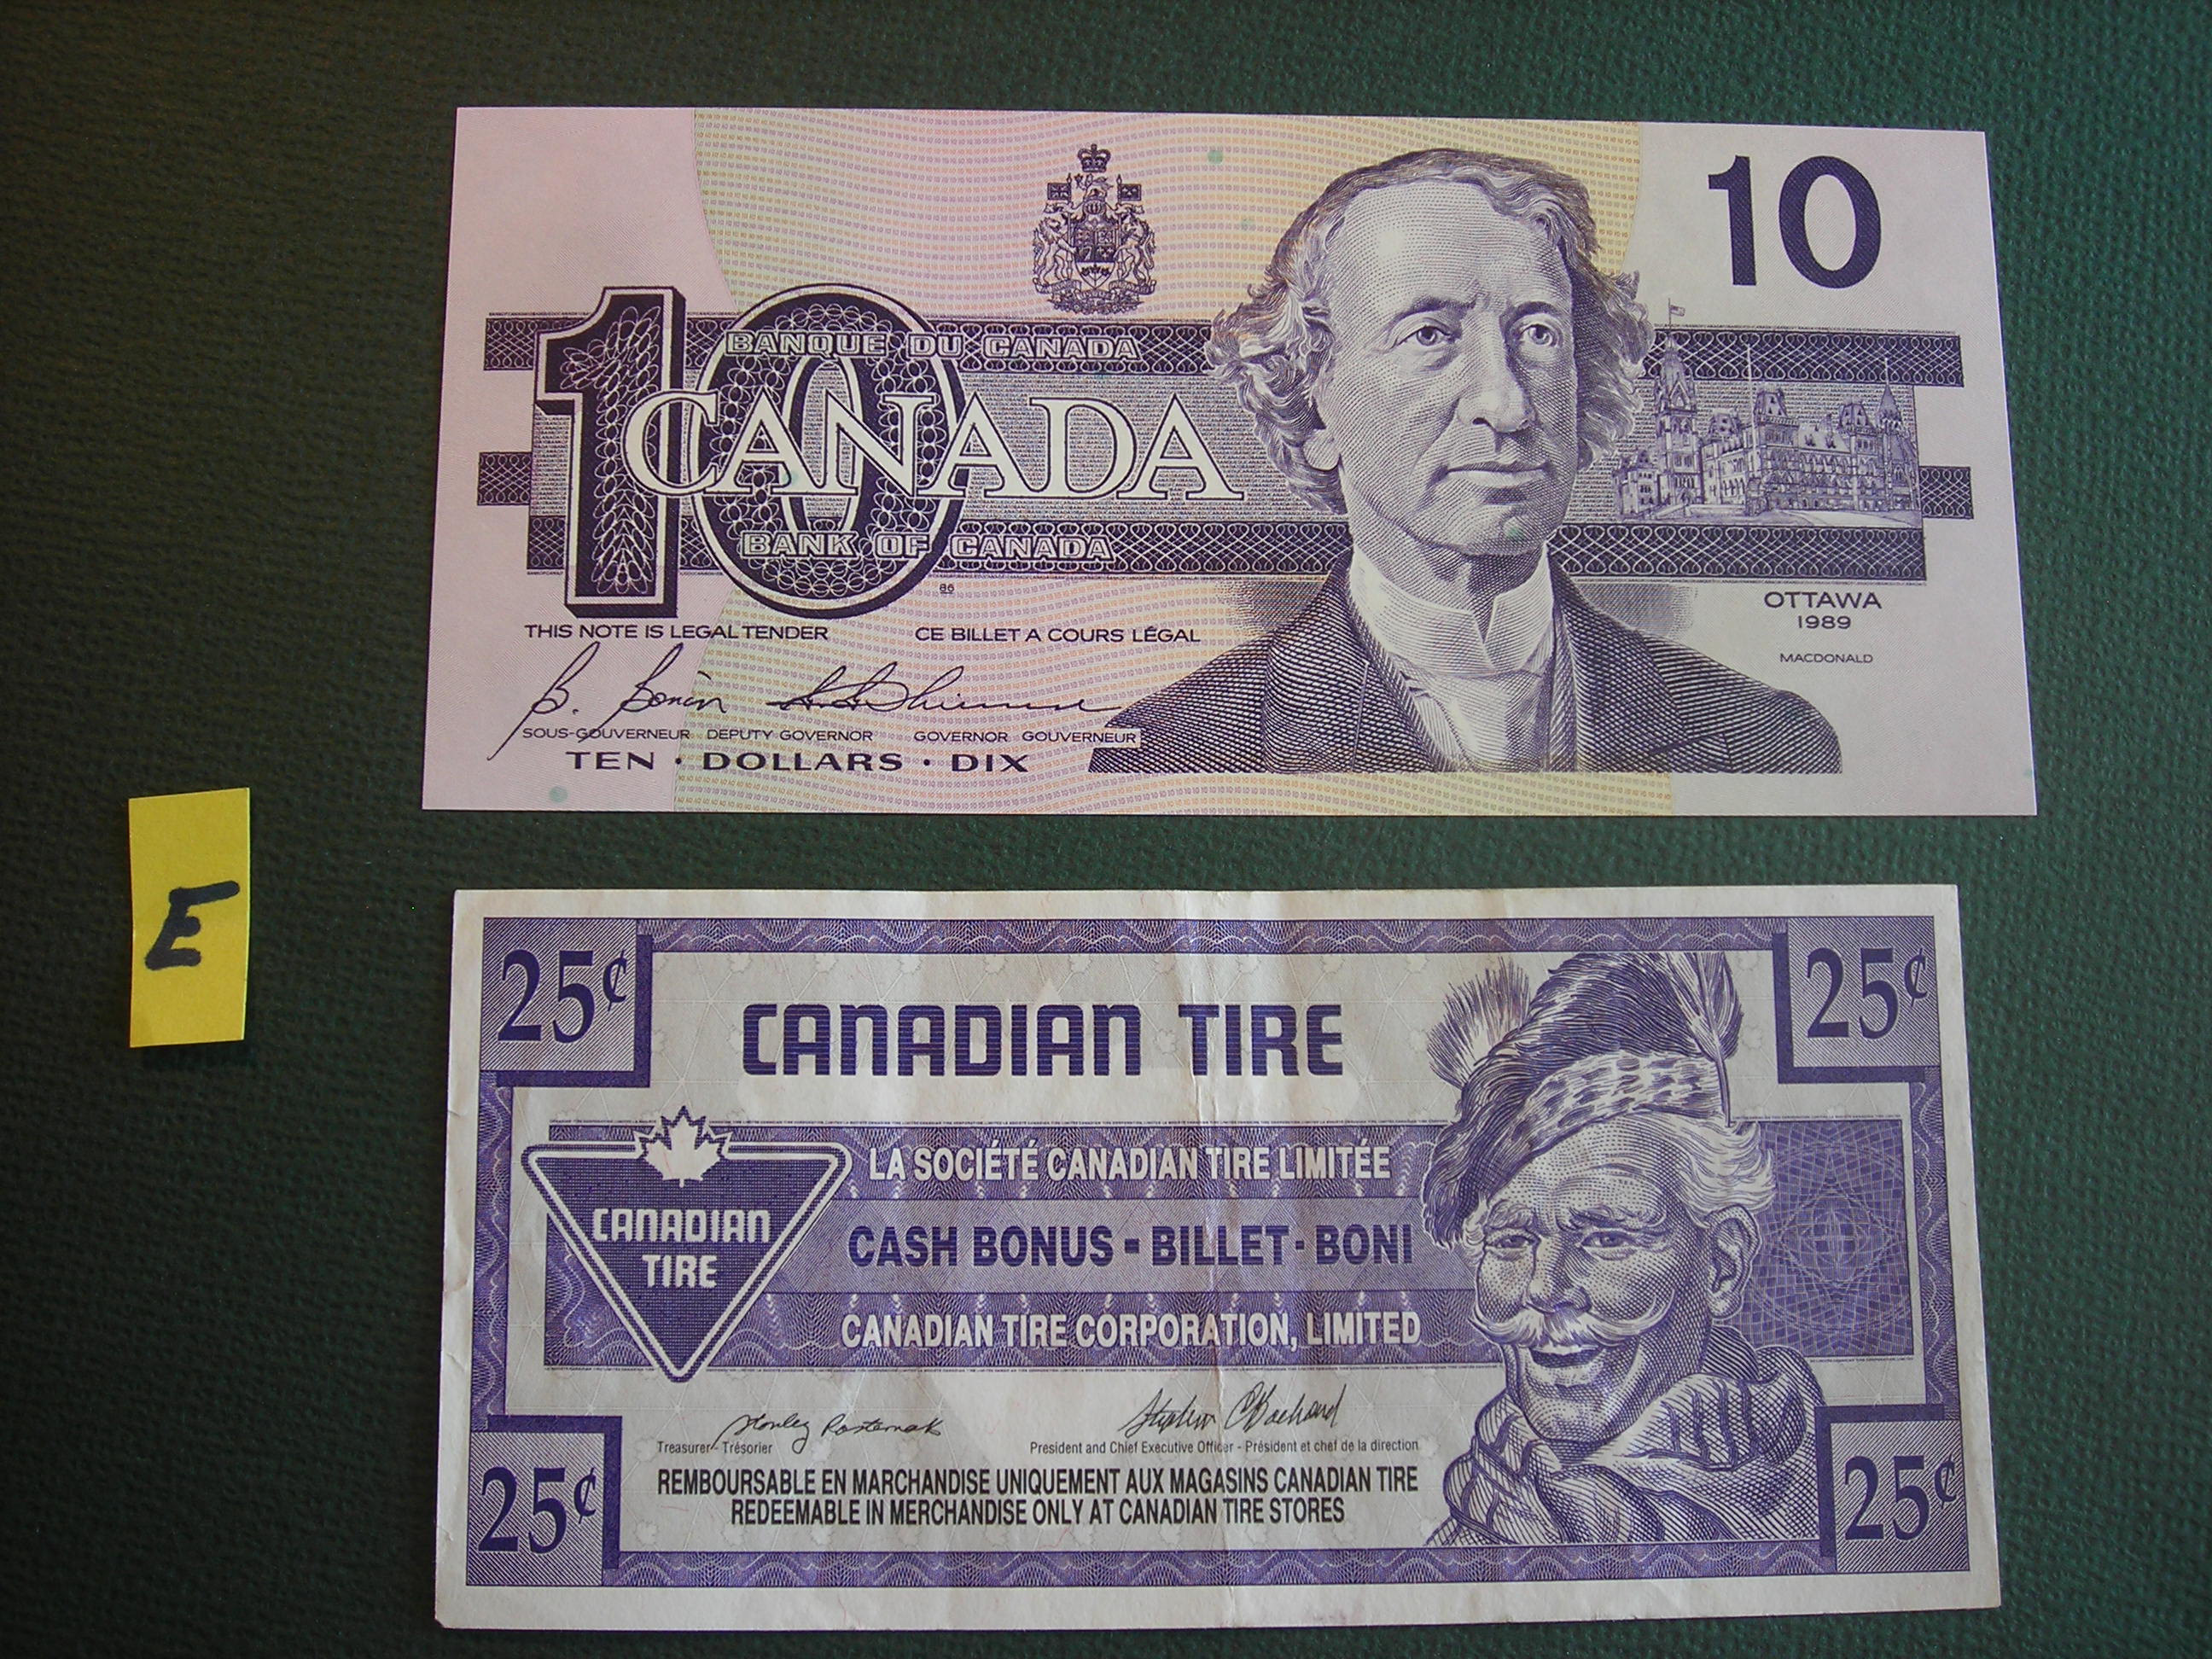 10
BANQUE DU CANADA
10
CANADA
BANK OF CANADA
86
THIS NOTE IS LEGAL TENDER CE BILLET A COURS LÉGAL
OTTAWA
1989
MACDONALD
SOUS-GOUVERNEUR DEPUTY GOVERNOR GOVERNOR GOUVERNEUR
TEN · DOLLARS · DIX
E
25¢
25¢
CANADIAN TIRE
LA SOCIÉTÉ CANADIAN TIRE LIMITÉE
CANADIAN
TIRE
CASH BONUS - BILLET - BONI
CANADIAN TIRE CORPORATION, LIMITED
Treasurer - Trésorier
President and Chief Executive Officer - Président et chef de la direction
REMBOURSABLE EN MARCHANDISE UNIQUEMENT AUX MAGASINS CANADIAN TIRE
REDEEMABLE IN MERCHANDISE ONLY AT CANADIAN TIRE STORES
25¢
25¢